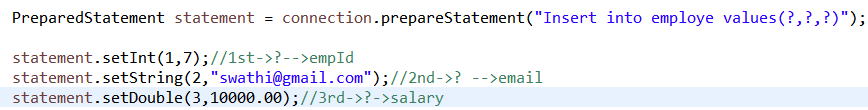 PreparedStatement statement = connection.prepareStatement("Insert into employe values(?,?,?)");
statement.setInt(1,7);//1st->?-->empId
statement.setString(2,"swathi@gmail.com");//2nd->? -->email
statement.setDouble(3,10000.00);//3rd->?->salary